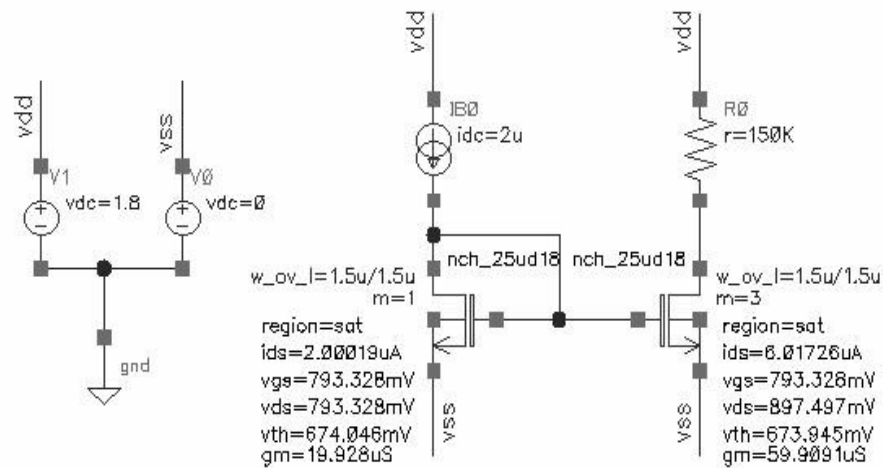 vdd
V1
vdc=1.8
vss
V0
vdc=0
gnd
vdd
IB0
idc=2u
nch_25ud18
w_ov_l=1.5u/1.5u
m=1
region=sat
ids=2.00019uA
vgs=793.328mV
vds=793.328mV
vth=674.046mV
gm=19.928uS
vss
vdd
R0
r=150K
nch_25ud18
w_ov_l=1.5u/1.5u
m=3
region=sat
ids=6.01726uA
vgs=793.328mV
vds=897.497mV
vth=673.945mV
gm=59.9091uS
vss